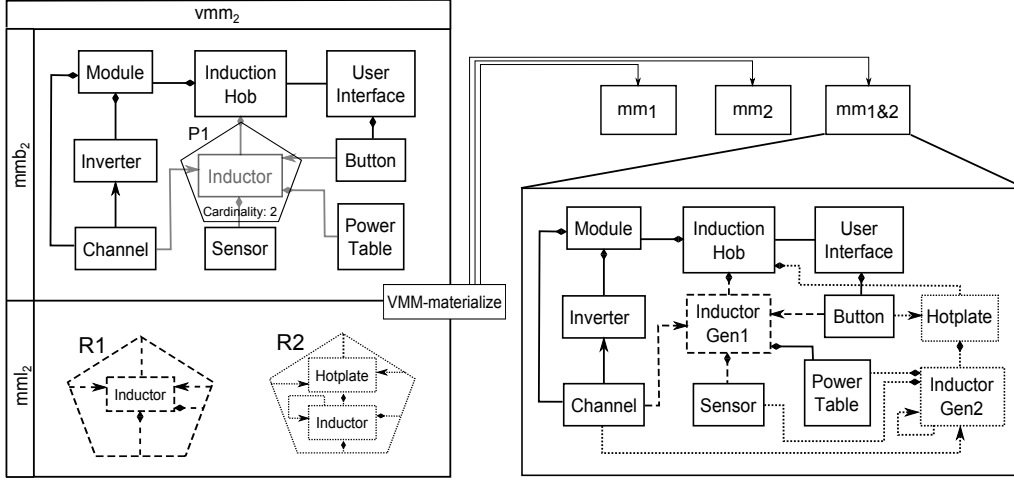 vmm2
mmb2
Module
Induction
Hob
User
Interface
P1
Inverter
Inductor
Button
Cardinality: 2
Channel
Sensor
Power
Table
VMM-materialize
mml2
R1
Inductor
R2
Hotplate
Inductor
mm1
mm2
mm1&2
Module
Induction
Hob
User
Interface
Inverter
Inductor
Gen1
Button
Hotplate
Channel
Sensor
Power
Table
Inductor
Gen2